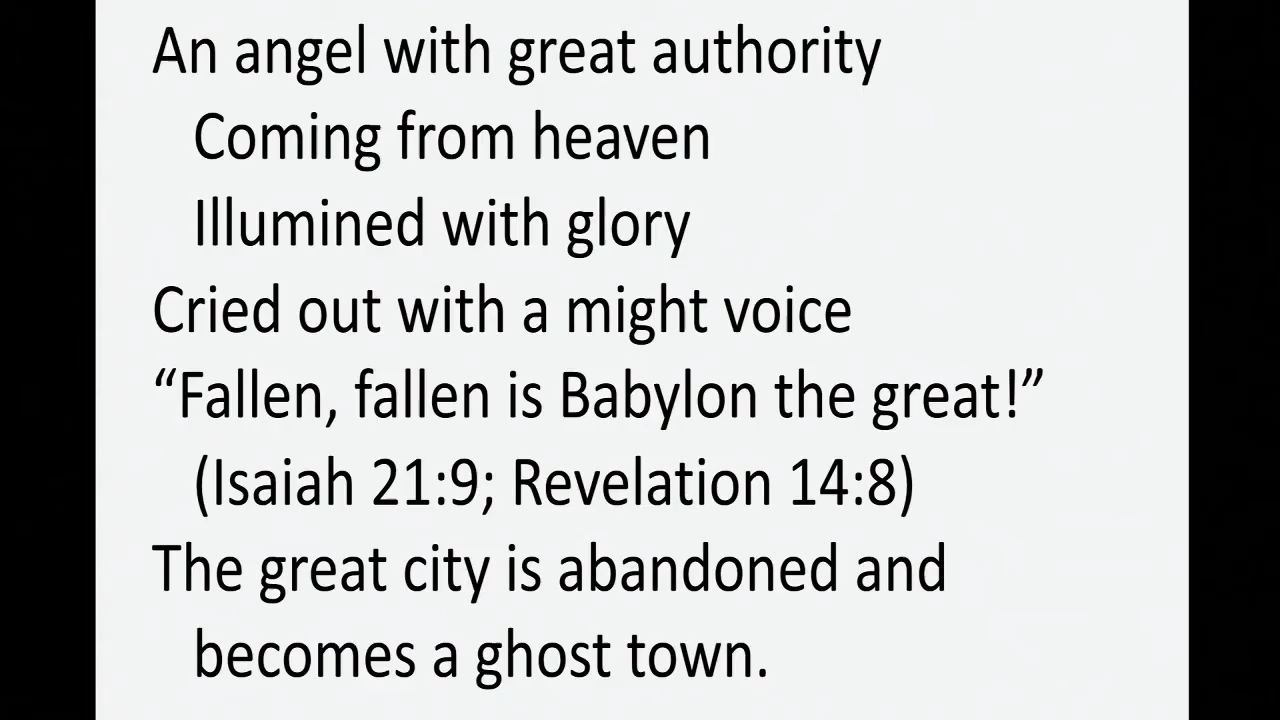 An angel with great authority
Coming from heaven
Illumined with glory
Cried out with a might voice
“Fallen, fallen is Babylon the great!”
(Isaiah 21:9; Revelation 14:8)
The great city is abandoned and
becomes a ghost town.